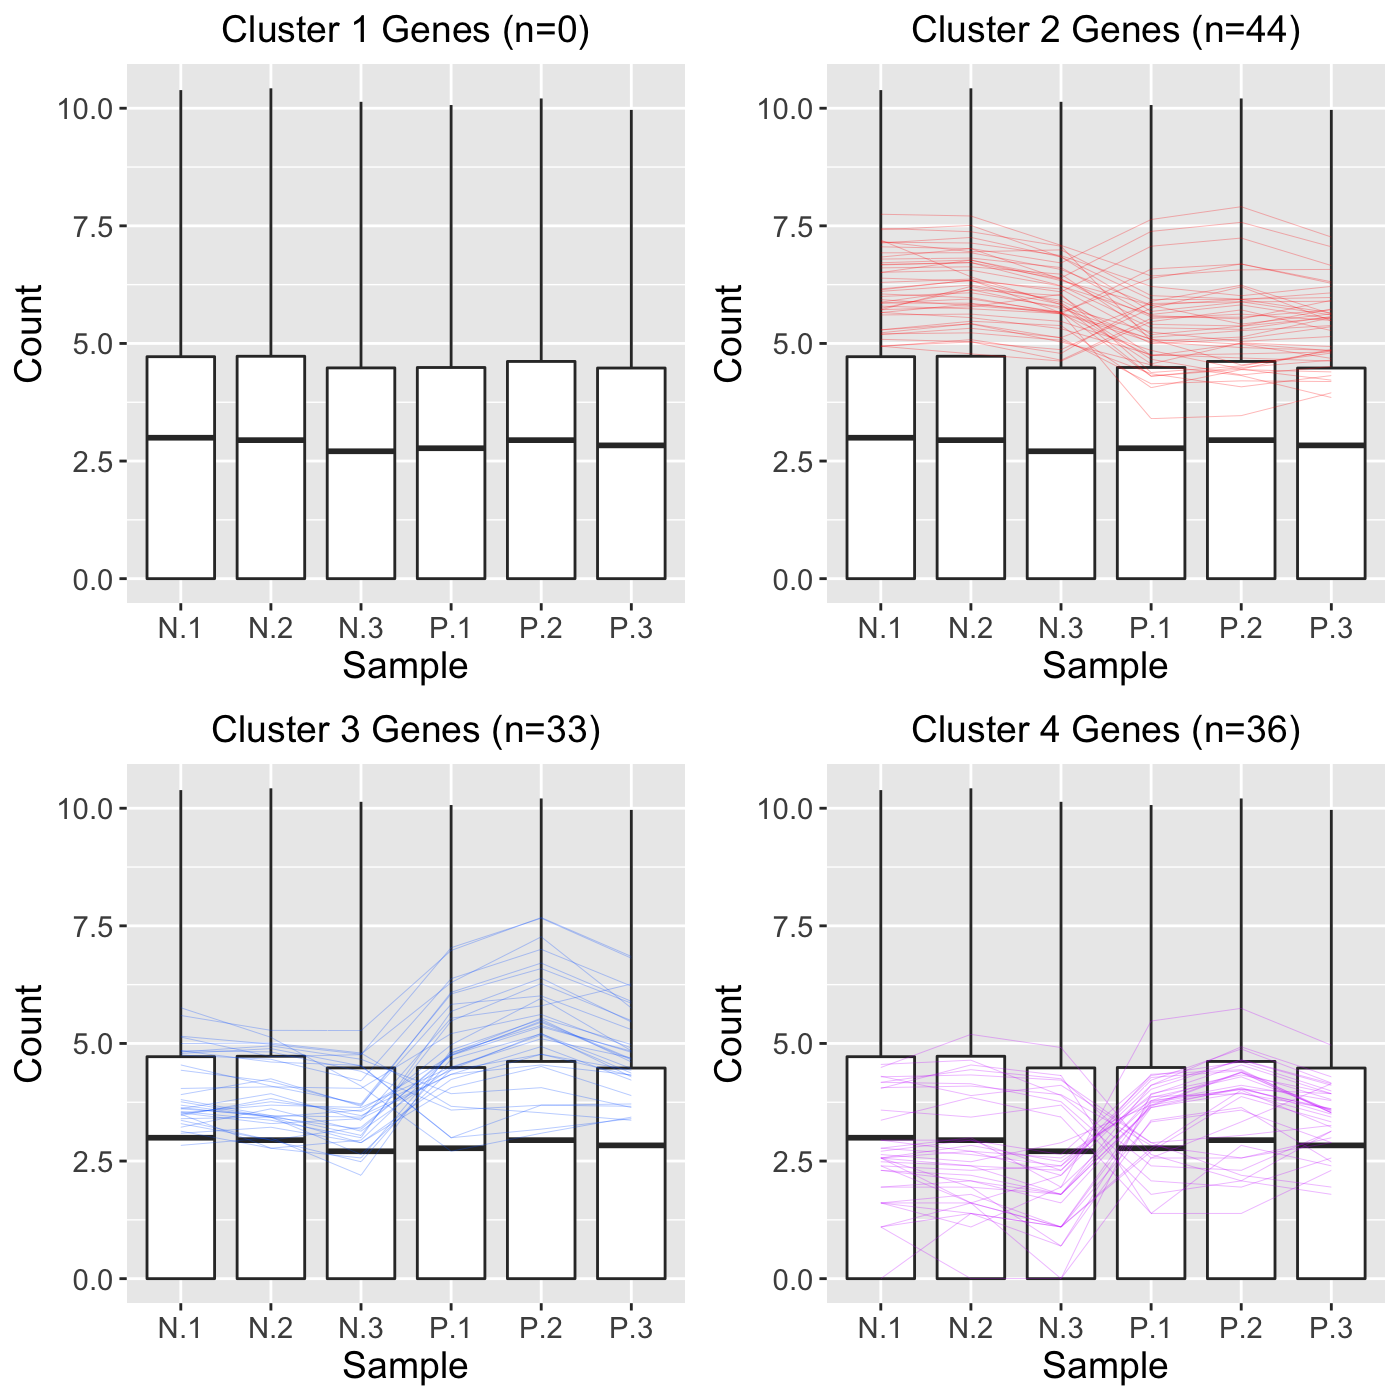 Cluster 1 Genes (n=0)
Count
10.0
7.5
5.0
2.5
0.0
N.1 N.2 N.3 P.1 P.2 P.3
Sample
Cluster 2 Genes (n=44)
Count
10.0
7.5
5.0
2.5
0.0
N.1 N.2 N.3 P.1 P.2 P.3
Sample
Cluster 3 Genes (n=33)
Count
10.0
7.5
5.0
2.5
0.0
N.1 N.2 N.3 P.1 P.2 P.3
Sample
Cluster 4 Genes (n=36)
Count
10.0
7.5
5.0
2.5
0.0
N.1 N.2 N.3 P.1 P.2 P.3
Sample